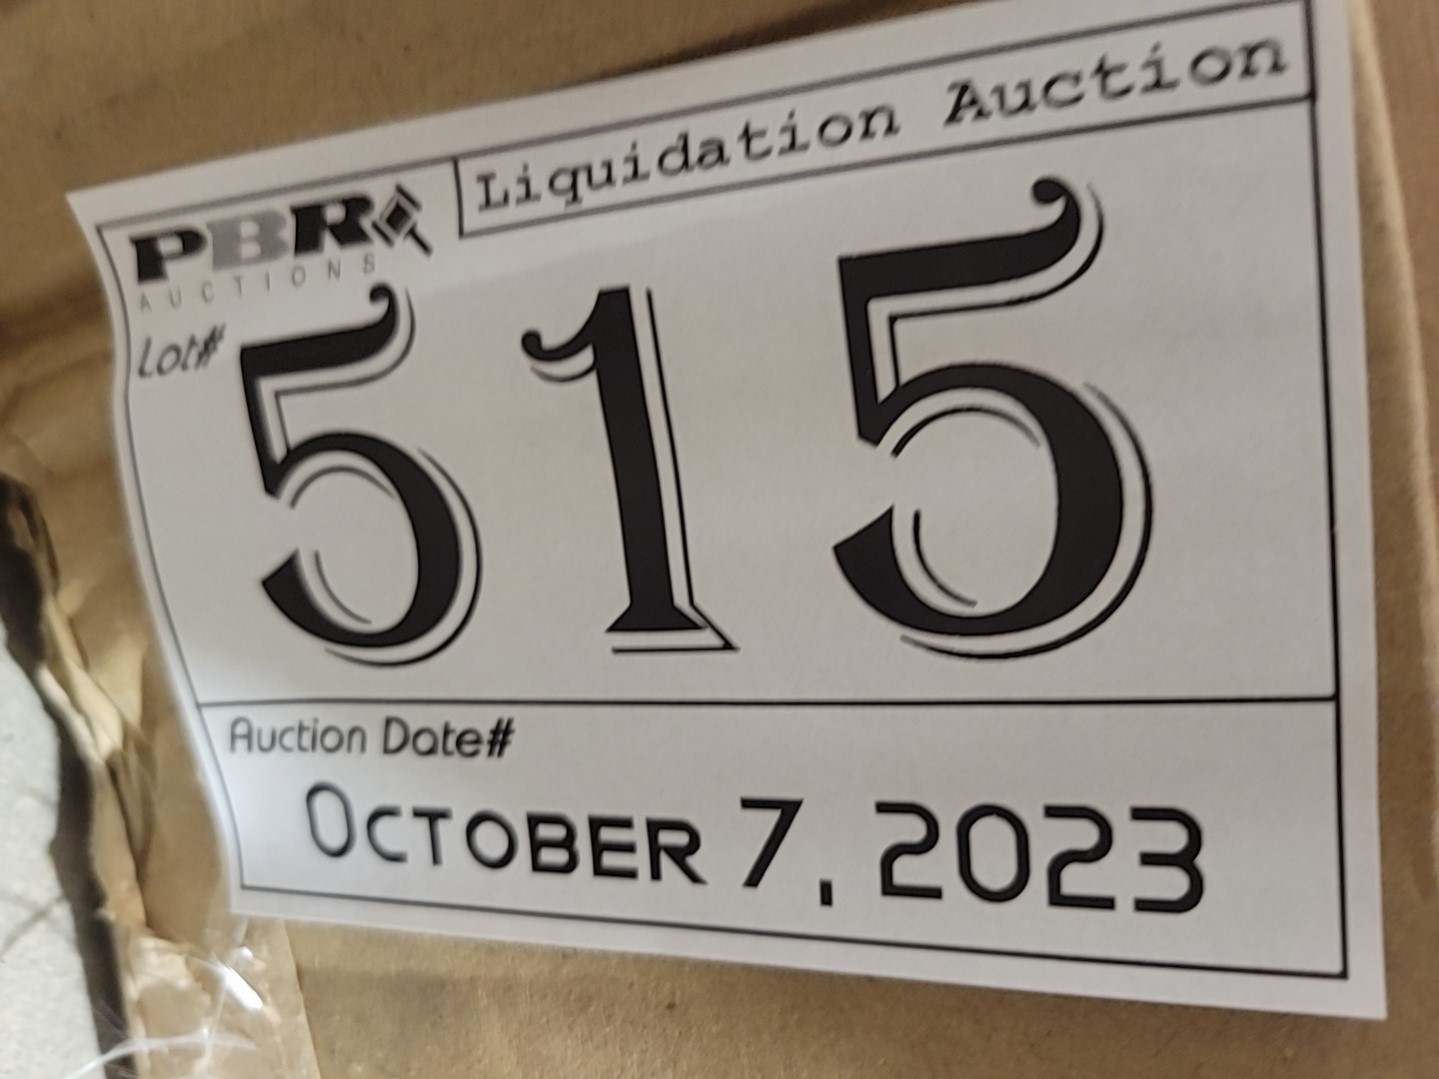 Liquidation Auction
PBR
AUCTIONS
Lot#
515
Auction Date#
OCTOBER 7, 2023